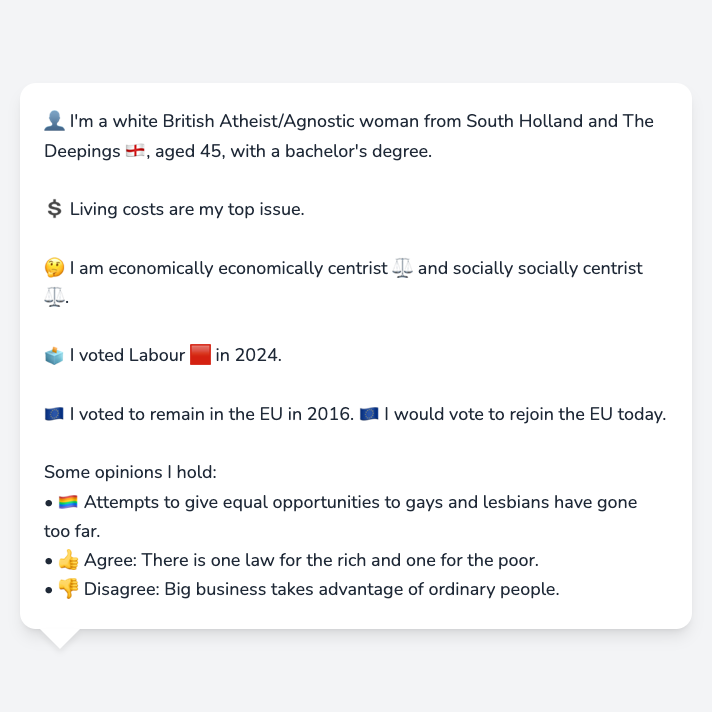 👤 I'm a white British Atheist/Agnostic woman from South Holland and The
Deepings 🏴󠁧󠁢󠁥󠁮󠁧󠁿, aged 45, with a bachelor's degree.
💲 Living costs are my top issue.
🤔 I am economically economically centrist ⚖️ and socially socially centrist
⚖️.
🗳️ I voted Labour 🟥 in 2024.
🇪🇺 I voted to remain in the EU in 2016. 🇪🇺 I would vote to rejoin the EU today.
Some opinions I hold:
• 🏳️‍🌈 Attempts to give equal opportunities to gays and lesbians have gone
too far.
• 👍 Agree: There is one law for the rich and one for the poor.
• 👎 Disagree: Big business takes advantage of ordinary people.